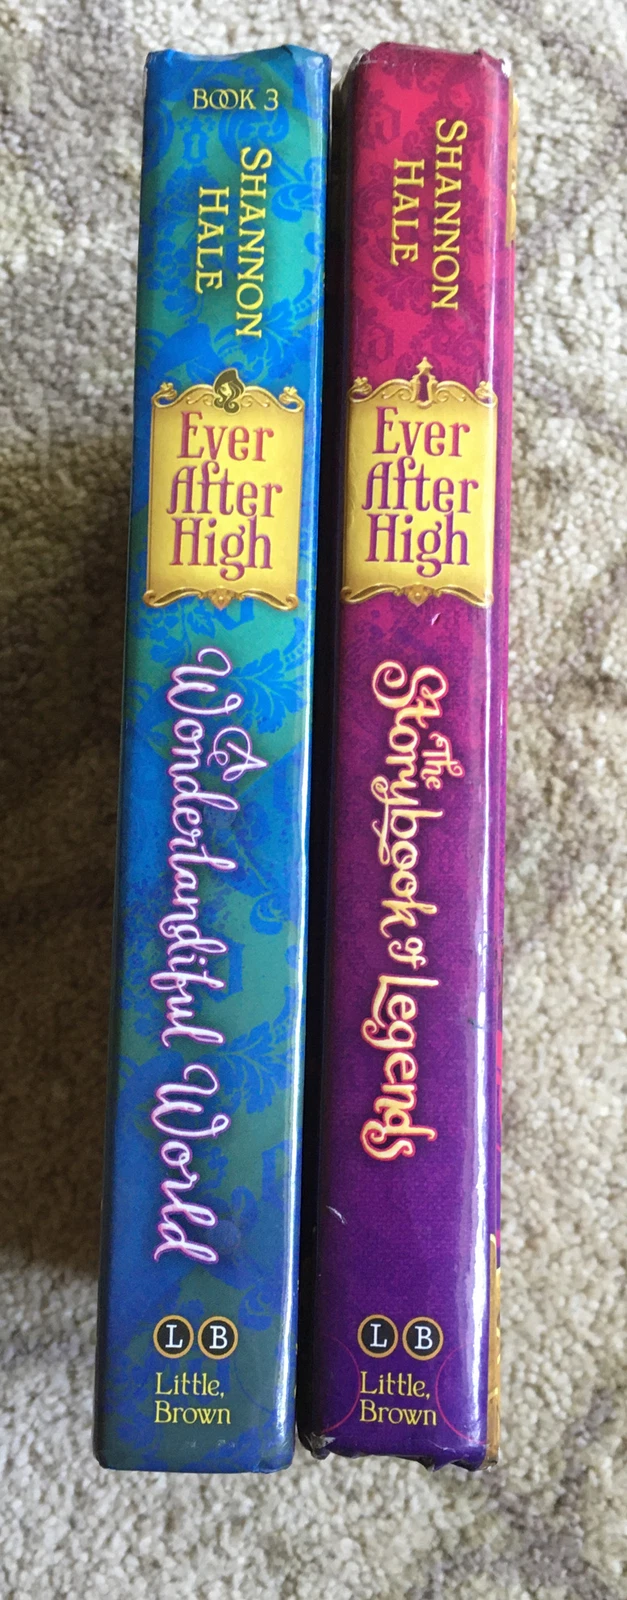 BOOK 3
SHANNON
HALE
Ever
After
High
A
Wonderlandiful World
L B
Little,
Brown
SHANNON
HALE
Ever
After
High
The
Storybook of Legends
L B
Little,
Brown